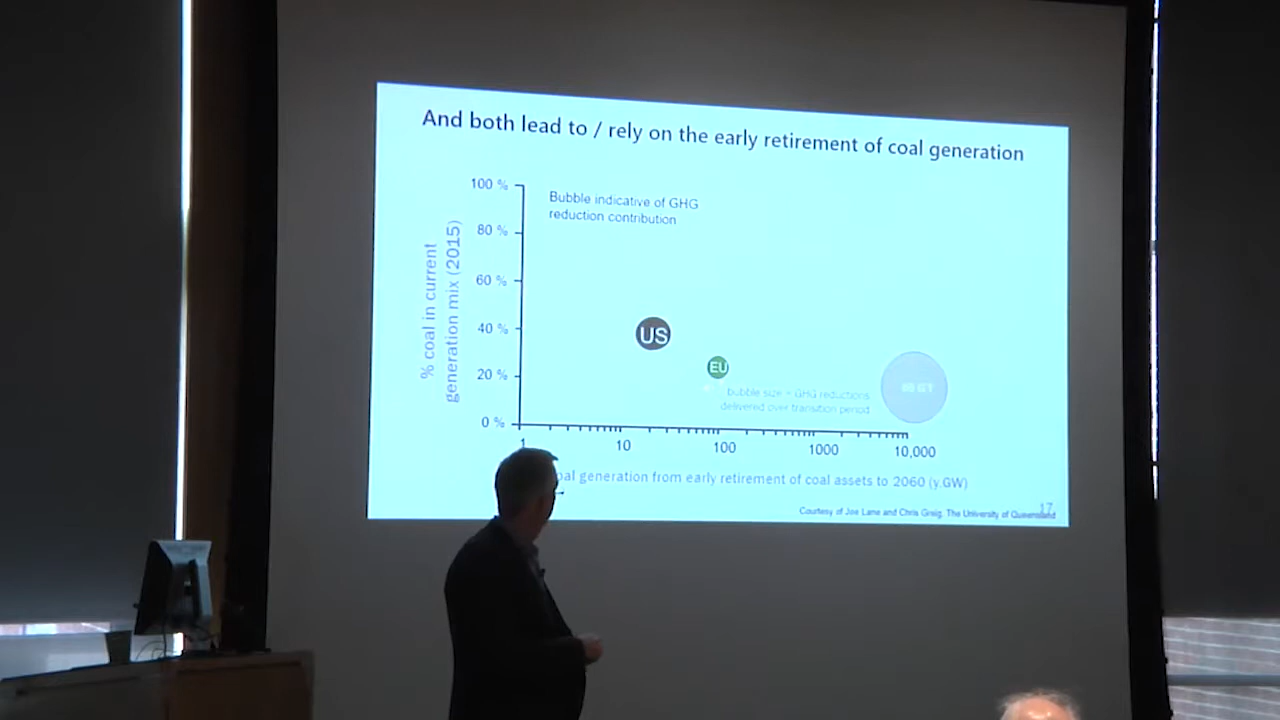 And both lead to / rely on the early retirement of coal generation
100 %
80 %
60 %
40 %
20 %
0 %
% coal in current
generation mix (2015)
Bubble indicative of GHG
reduction contribution
US
EU
bubble size = GHG reductions
delivered over transition period
GT
1
10
100
1000
10,000
generation from early retirement of coal assets to 2060 (y.GW)
17
Courtesy of Joe Lane and Chris Greig, The University of Queensland